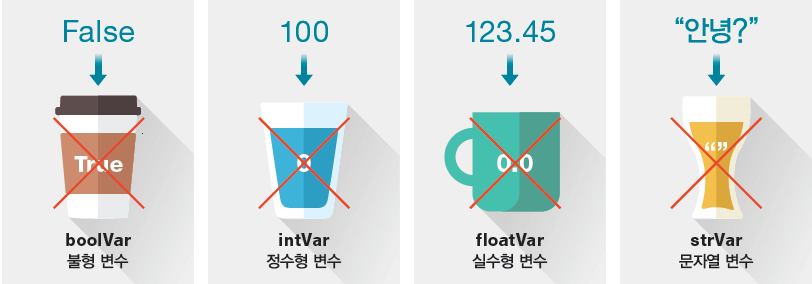 False
100
123.45
“안녕?”
True
0
0.0
“”
boolVar
불형 변수
intVar
정수형 변수
floatVar
실수형 변수
strVar
문자열 변수